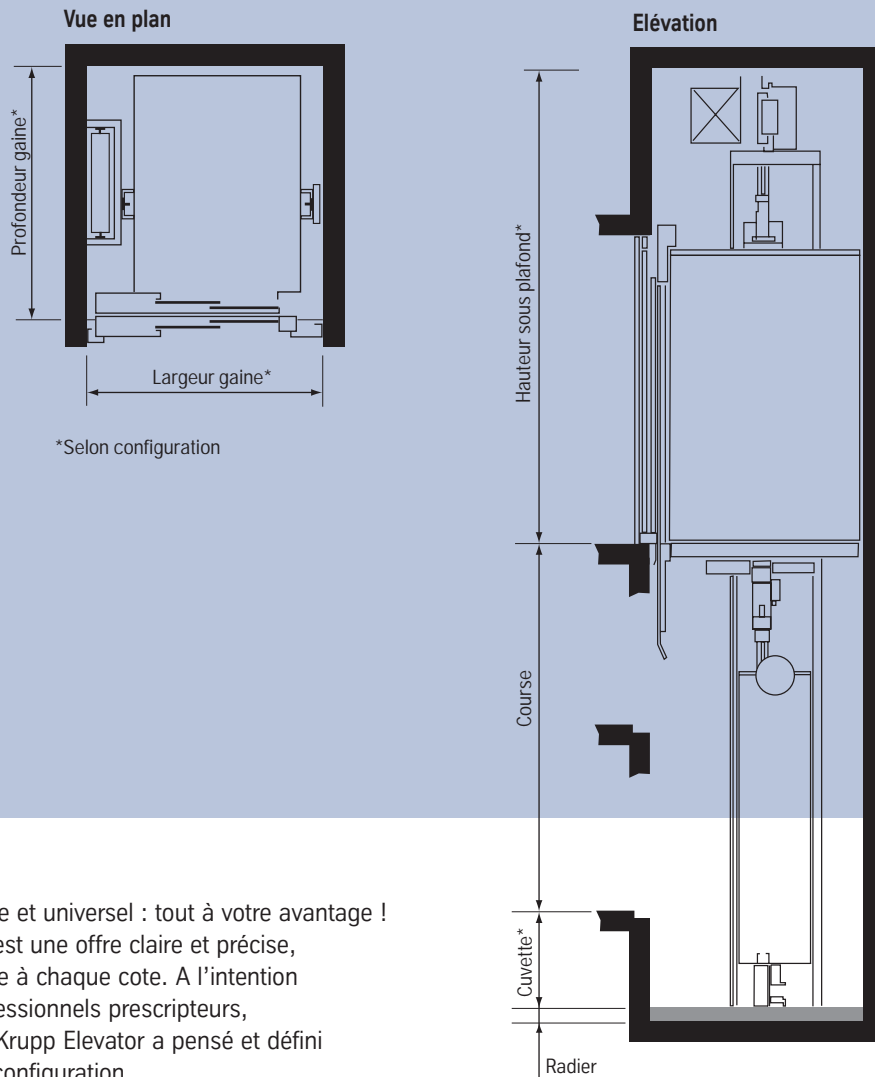 Vue en plan
Elévation
Profondeur gaine*
Largeur gaine*
*Selon configuration
Hauteur sous plafond*
Course
Cuvette*
Radier
e et universel : tout à votre avantage !
est une offre claire et précise,
e à chaque cote. A l’intention
essionnels prescripteurs,
Krupp Elevator a pensé et défini
configuration